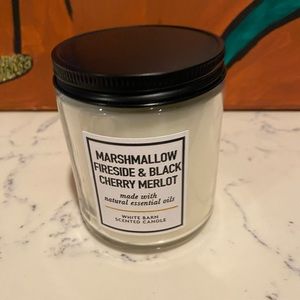 MARSHMALLOW
FIRESIDE & BLACK
CHERRY MERLOT
made with
natural essential oils
WHITE BARN
SCENTED CANDLE